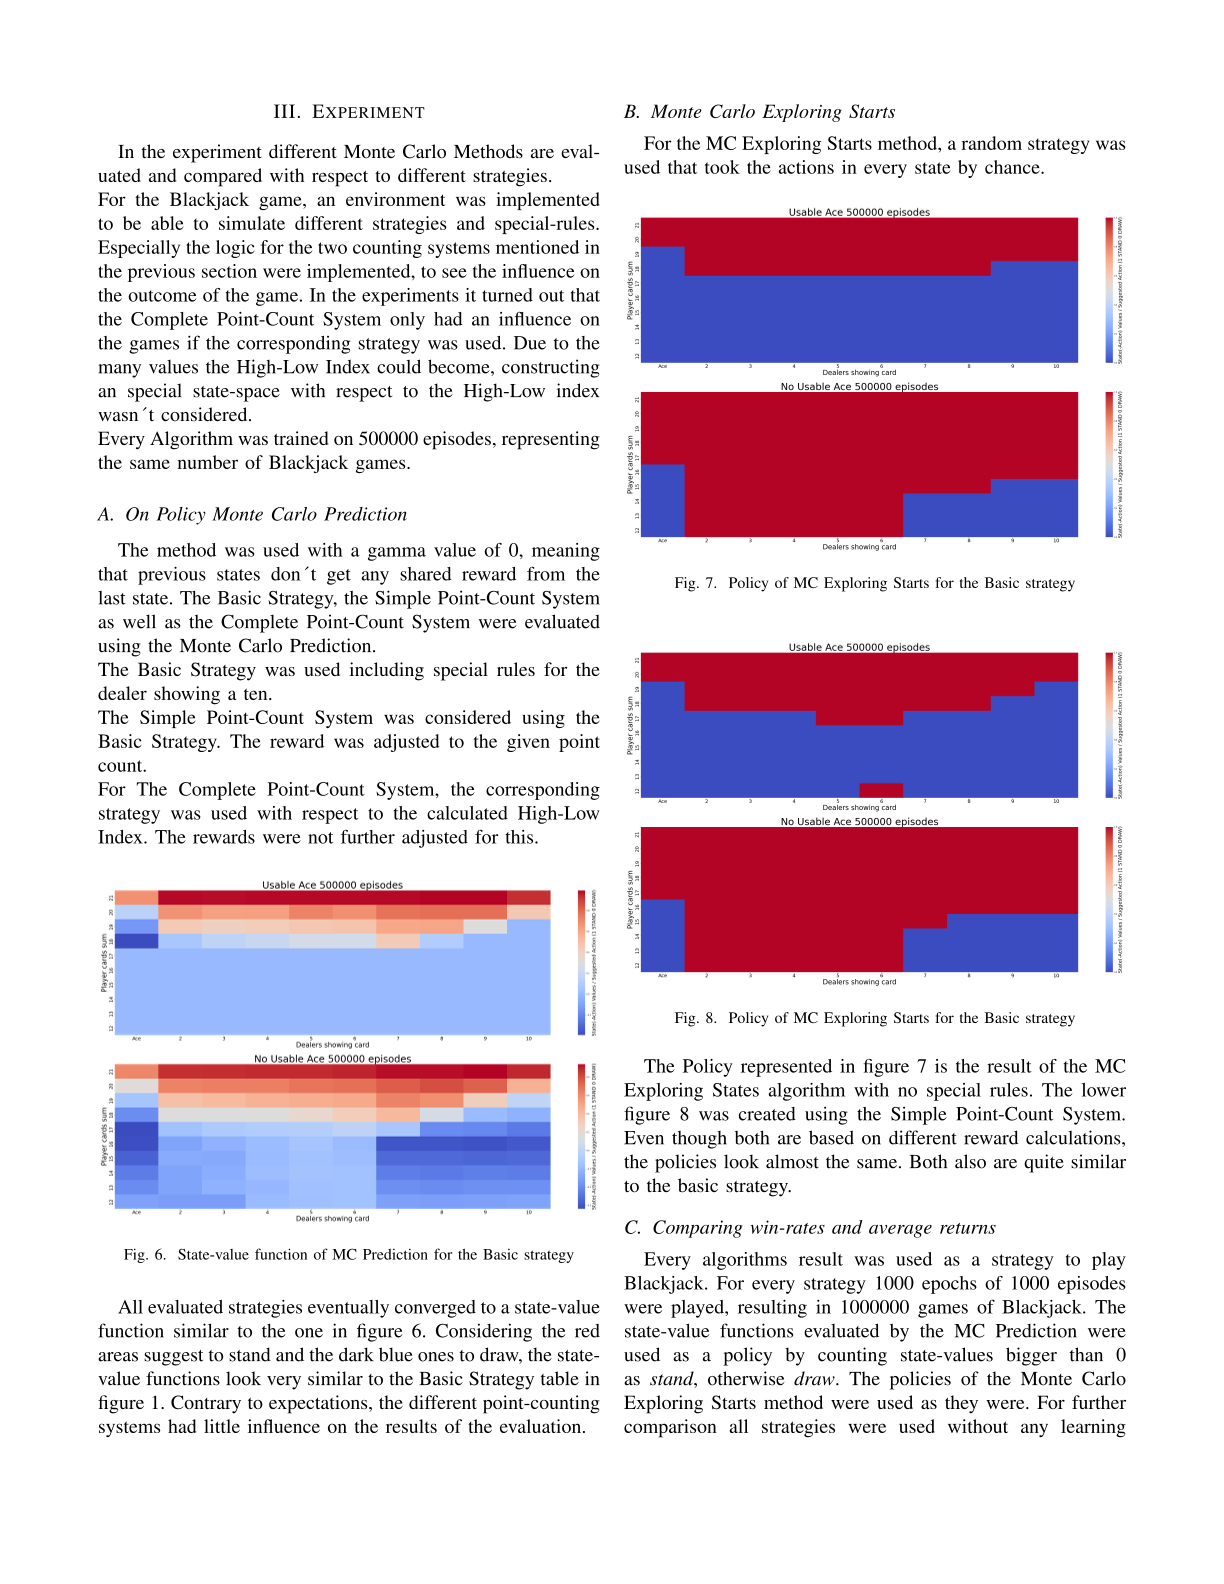 III. EXPERIMENT
In the experiment different Monte Carlo Methods are eval-
uated and compared with respect to different strategies.
For the Blackjack game, an environment was implemented
to be able to simulate different strategies and special-rules.
Especially the logic for the two counting systems mentioned in
the previous section were implemented, to see the influence on
the outcome of the game. In the experiments it turned out that
the Complete Point-Count System only had an influence on
the games if the corresponding strategy was used. Due to the
many values the High-Low Index could become, constructing
an special state-space with respect to the High-Low index
wasn´t considered.
Every Algorithm was trained on 500000 episodes, representing
the same number of Blackjack games.
A. On Policy Monte Carlo Prediction
The method was used with a gamma value of 0, meaning
that previous states don´t get any shared reward from the
last state. The Basic Strategy, the Simple Point-Count System
as well as the Complete Point-Count System were evaluated
using the Monte Carlo Prediction.
The Basic Strategy was used including special rules for the
dealer showing a ten.
The Simple Point-Count System was considered using the
Basic Strategy. The reward was adjusted to the given point
count.
For The Complete Point-Count System, the corresponding
strategy was used with respect to the calculated High-Low
Index. The rewards were not further adjusted for this.
Usable Ace 500000 episodes
Player cards sum
21
20
19
18
17
16
15
14
13
12
Ace 2 3 4 5 6 7 8 9 10
Dealers showing card
State(-Action) Values / Suggested Action (1 STAND 0 DRAW)
No Usable Ace 500000 episodes
Player cards sum
21
20
19
18
17
16
15
14
13
12
Ace 2 3 4 5 6 7 8 9 10
Dealers showing card
State(-Action) Values / Suggested Action (1 STAND 0 DRAW)
Fig. 6. State-value function of MC Prediction for the Basic strategy
All evaluated strategies eventually converged to a state-value
function similar to the one in figure 6. Considering the red
areas suggest to stand and the dark blue ones to draw, the state-
value functions look very similar to the Basic Strategy table in
figure 1. Contrary to expectations, the different point-counting
systems had little influence on the results of the evaluation.
B. Monte Carlo Exploring Starts
For the MC Exploring Starts method, a random strategy was
used that took the actions in every state by chance.
Usable Ace 500000 episodes
Player cards sum
21
20
19
18
17
16
15
14
13
12
Ace 2 3 4 5 6 7 8 9 10
Dealers showing card
State(-Action) Values / Suggested Action (1 STAND 0 DRAW)
No Usable Ace 500000 episodes
Player cards sum
21
20
19
18
17
16
15
14
13
12
Ace 2 3 4 5 6 7 8 9 10
Dealers showing card
State(-Action) Values / Suggested Action (1 STAND 0 DRAW)
Fig. 7. Policy of MC Exploring Starts for the Basic strategy
Usable Ace 500000 episodes
Player cards sum
21
20
19
18
17
16
15
14
13
12
Ace 2 3 4 5 6 7 8 9 10
Dealers showing card
State(-Action) Values / Suggested Action (1 STAND 0 DRAW)
No Usable Ace 500000 episodes
Player cards sum
21
20
19
18
17
16
15
14
13
12
Ace 2 3 4 5 6 7 8 9 10
Dealers showing card
State(-Action) Values / Suggested Action (1 STAND 0 DRAW)
Fig. 8. Policy of MC Exploring Starts for the Basic strategy
The Policy represented in figure 7 is the result of the MC
Exploring States algorithm with no special rules. The lower
figure 8 was created using the Simple Point-Count System.
Even though both are based on different reward calculations,
the policies look almost the same. Both also are quite similar
to the basic strategy.
C. Comparing win-rates and average returns
Every algorithms result was used as a strategy to play
Blackjack. For every strategy 1000 epochs of 1000 episodes
were played, resulting in 1000000 games of Blackjack. The
state-value functions evaluated by the MC Prediction were
used as a policy by counting state-values bigger than 0
as stand, otherwise draw. The policies of the Monte Carlo
Exploring Starts method were used as they were. For further
comparison all strategies were used without any learning